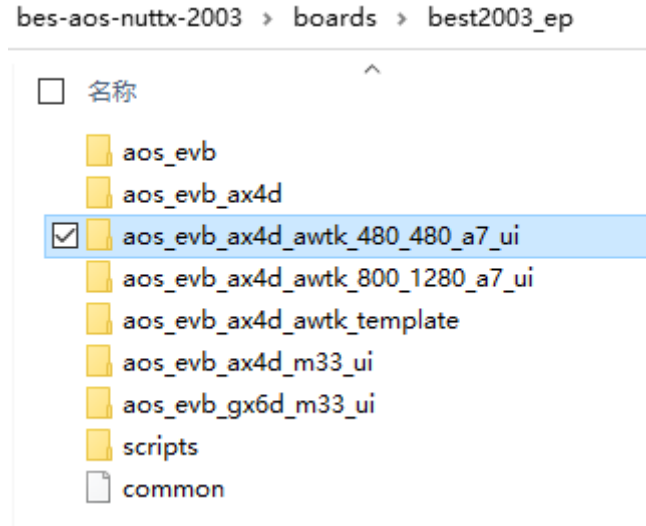 bes-aos-nuttx-2003 › boards › best2003_ep
名称
aos_evb
aos_evb_ax4d
aos_evb_ax4d_awtk_480_480_a7_ui
aos_evb_ax4d_awtk_800_1280_a7_ui
aos_evb_ax4d_awtk_template
aos_evb_ax4d_m33_ui
aos_evb_gx6d_m33_ui
scripts
common